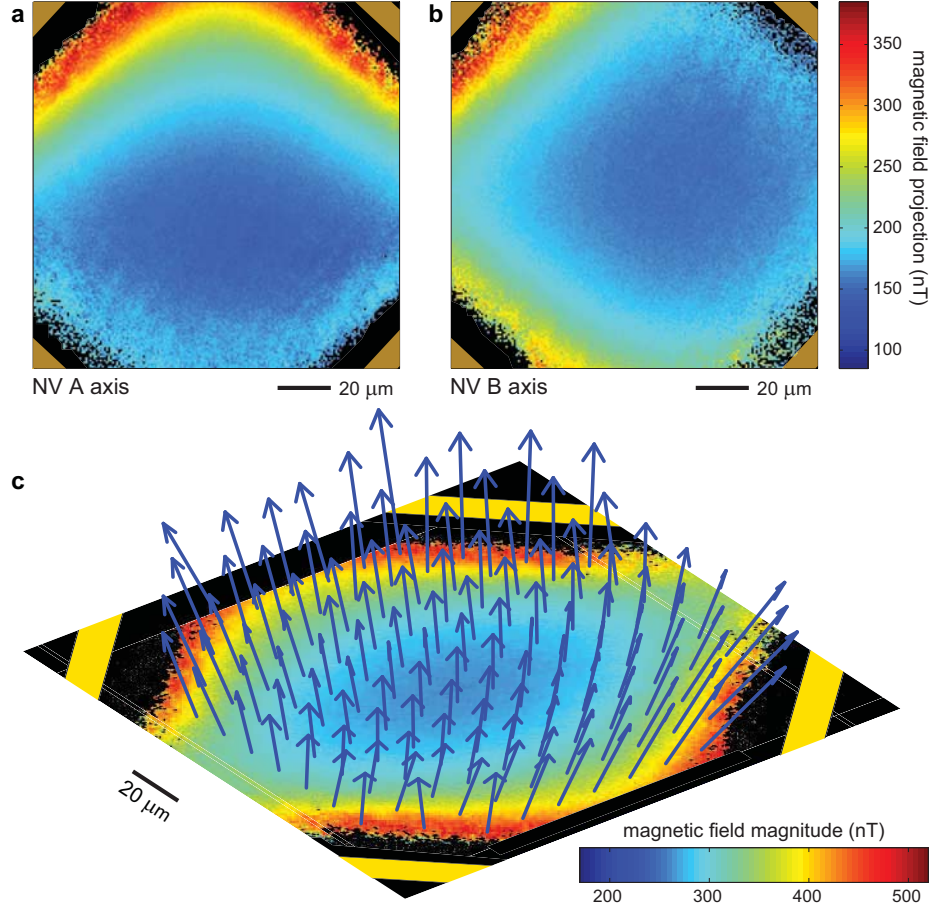 a
b
350
300
250
200
150
100
magnetic field projection (nT)
NV A axis
20 μm
NV B axis
20 μm
c
20 μm
magnetic field magnitude (nT)
200
300
400
500